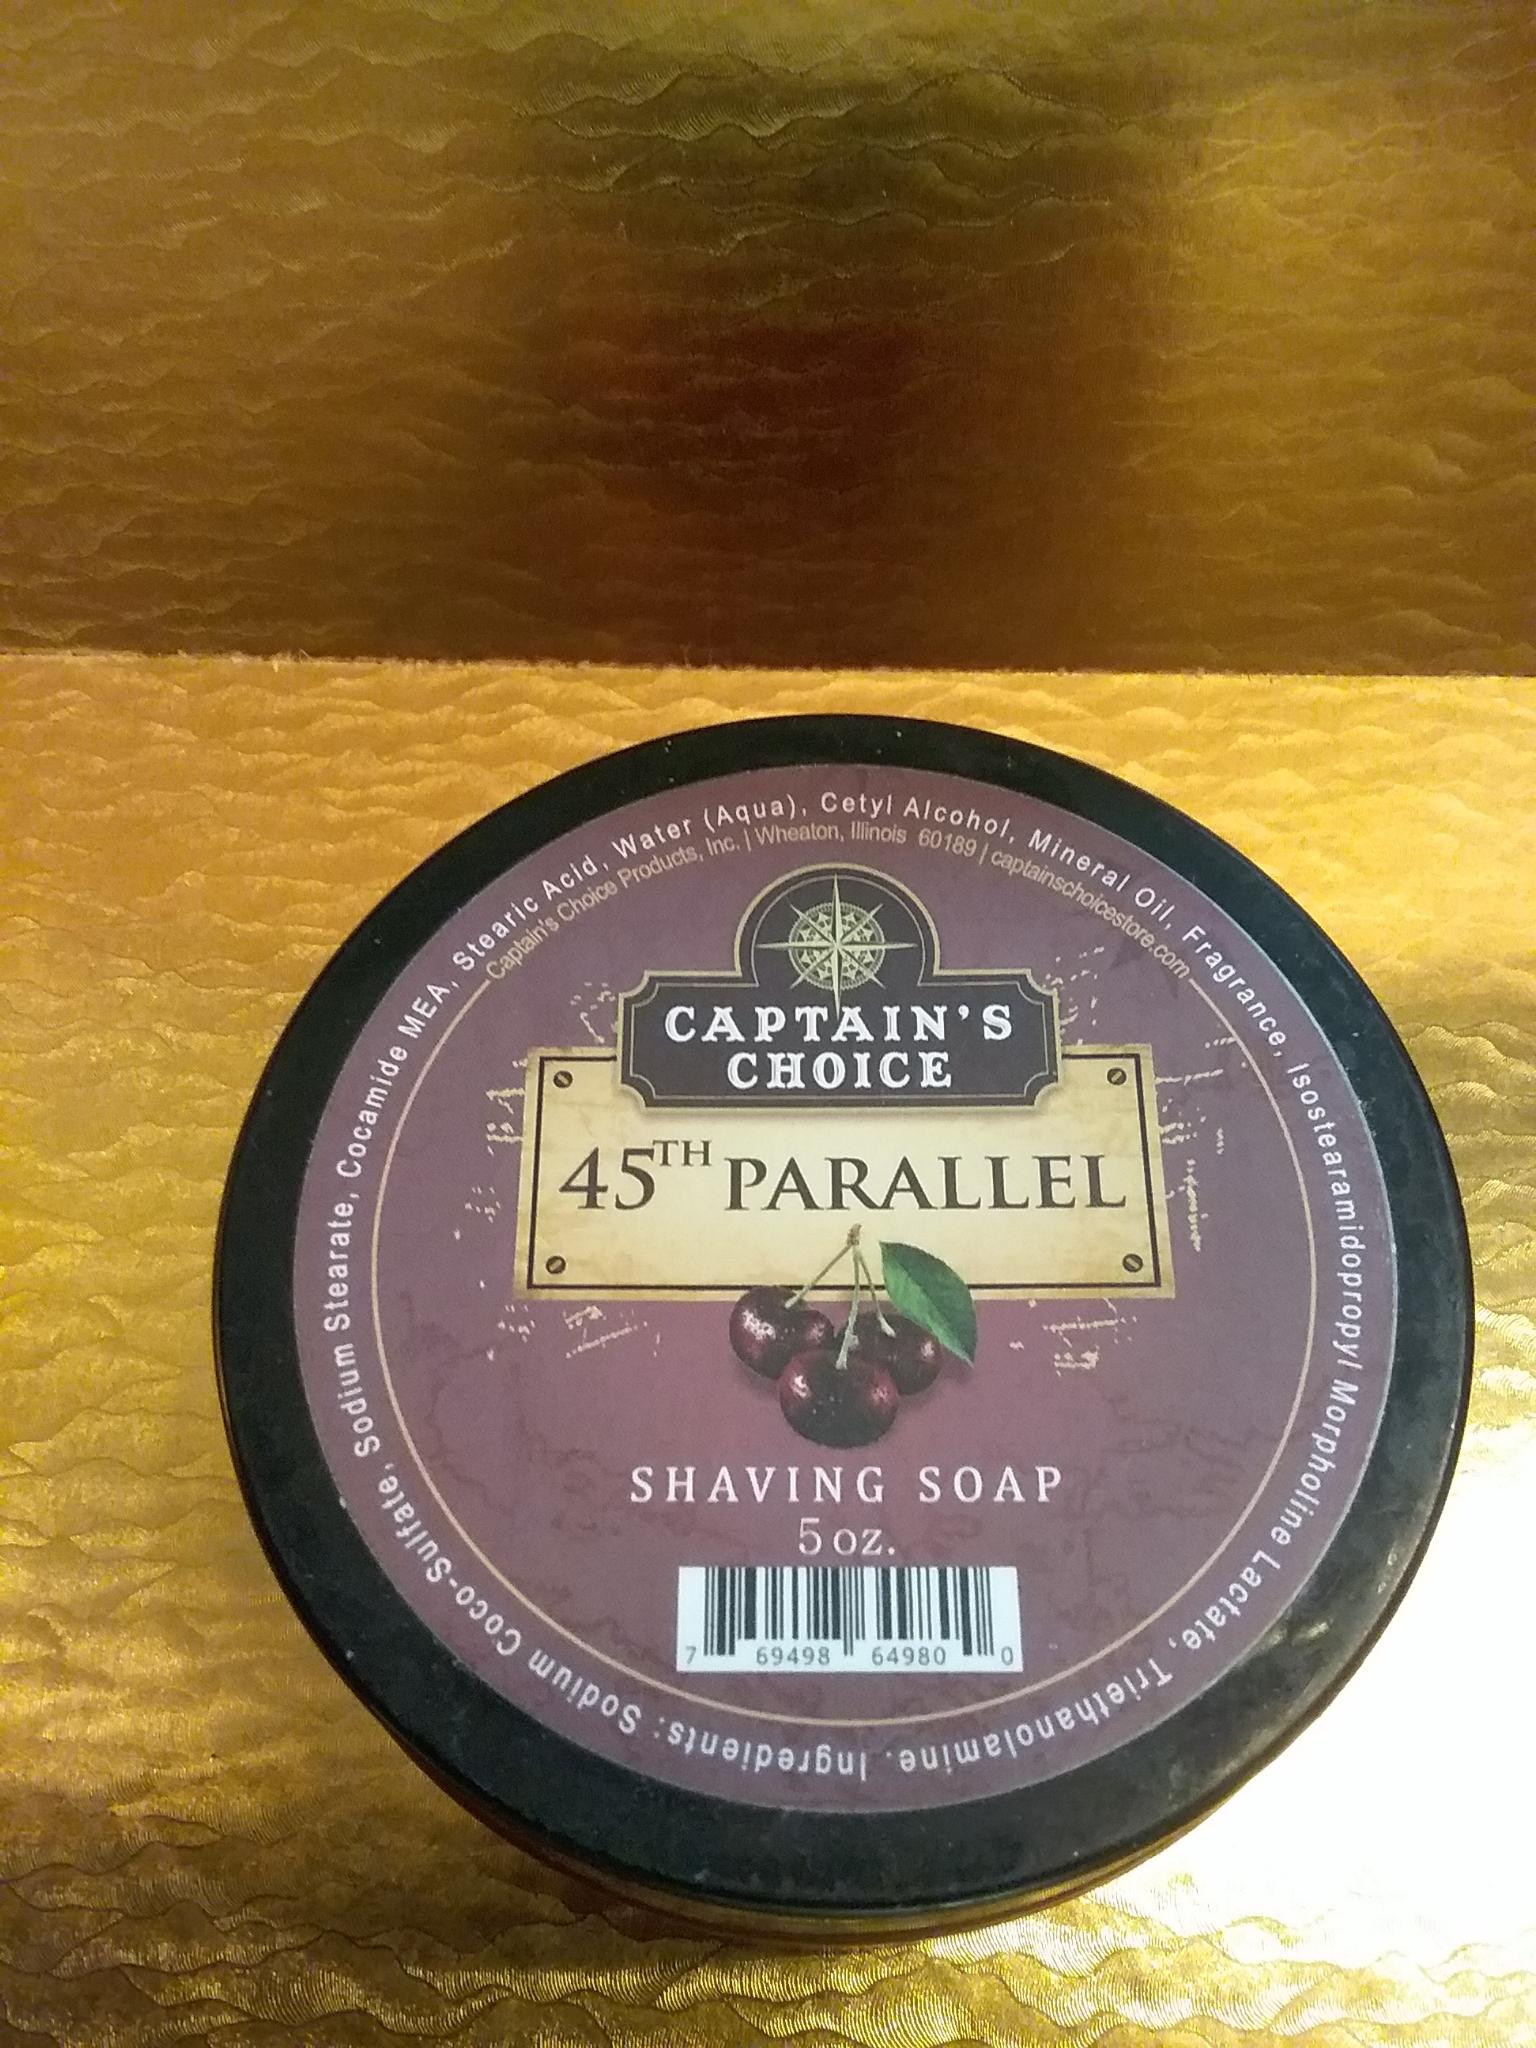 Ingredients: Sodium Coco-Sulfate, Sodium Stearate, Cocamide MEA, Stearic Acid, Water (Aqua), Cetyl Alcohol, Mineral Oil, Fragrance, Isostearamidopropyl Morpholine Lactate, Triethanolamine.
Captain's Choice Products, Inc. | Wheaton, Illinois 60189 | captainschoicestore.com
CAPTAIN'S
CHOICE
45TH PARALLEL
SHAVING SOAP
5 oz.
7 69498 64980 0